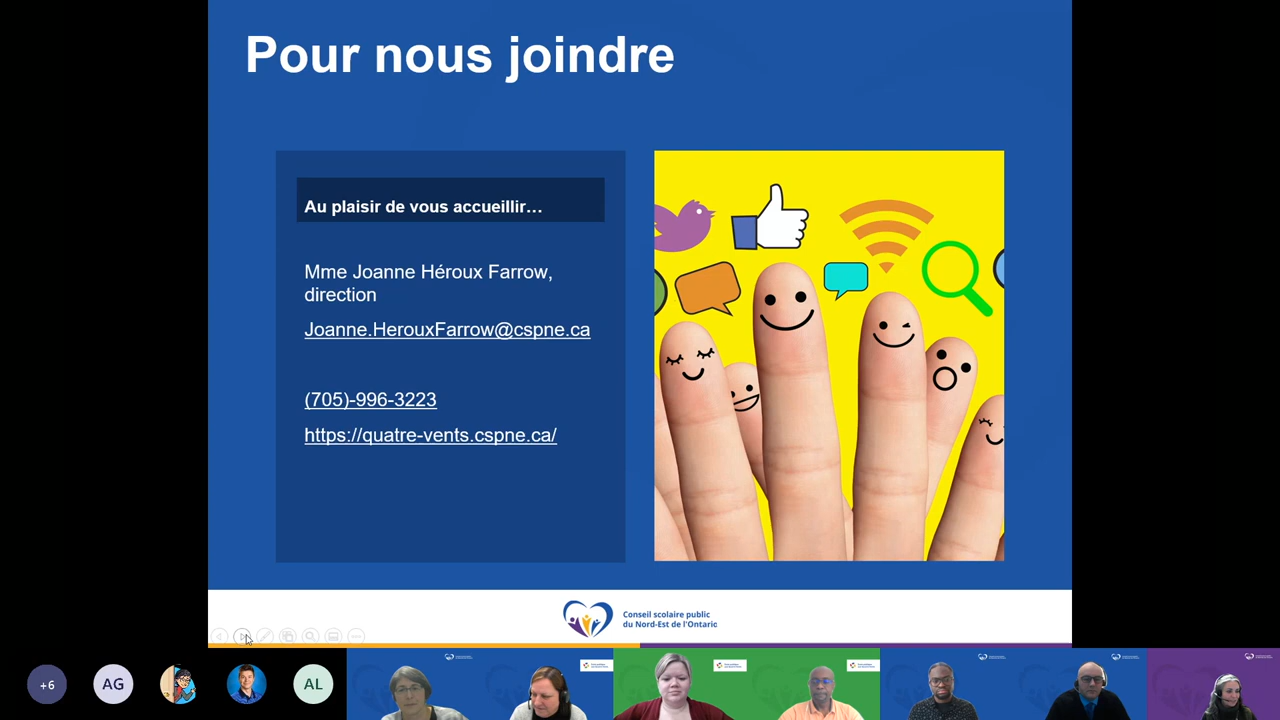 Pour nous joindre
Au plaisir de vous accueillir…
Mme Joanne Héroux Farrow,
direction
Joanne.HerouxFarrow@cspne.ca
(705)-996-3223
https://quatre-vents.cspne.ca/
Conseil scolaire public
du Nord-Est de l'Ontario
+6
AG
AL